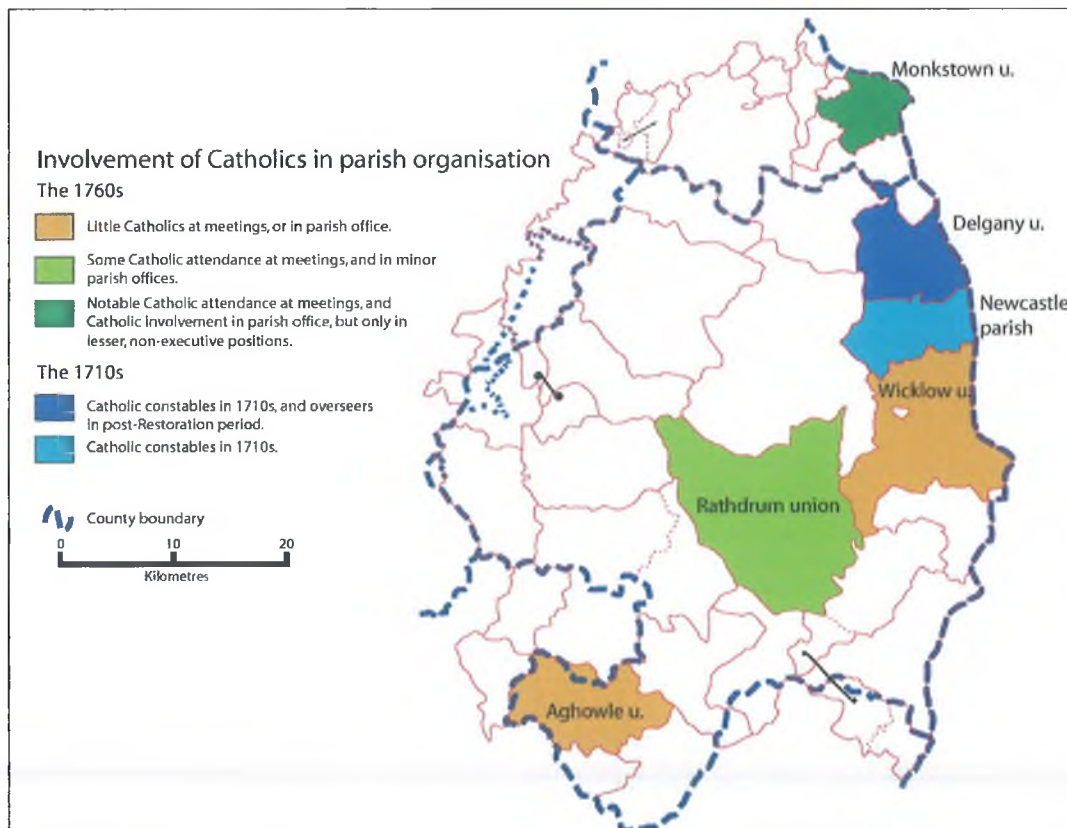 Involvement of Catholics in parish organisation
The 1760s
Little Catholics at meetings, or in parish office.
Some Catholic attendance at meetings, and in minor
parish offices.
Notable Catholic attendance at meetings, and
Catholic Involvement in parish office, but only in
lesser, non-executive positions.
The 1710s
Catholic constables in 1710s, and overseers
in post-Restoration period.
Catholic constables in 1710s.
County boundary
0 10 20
Kilometres
Monkstown u.
Delgany u.
Newcastle
parish
Wicklow u.
Rathdrum union
Aghowle u.